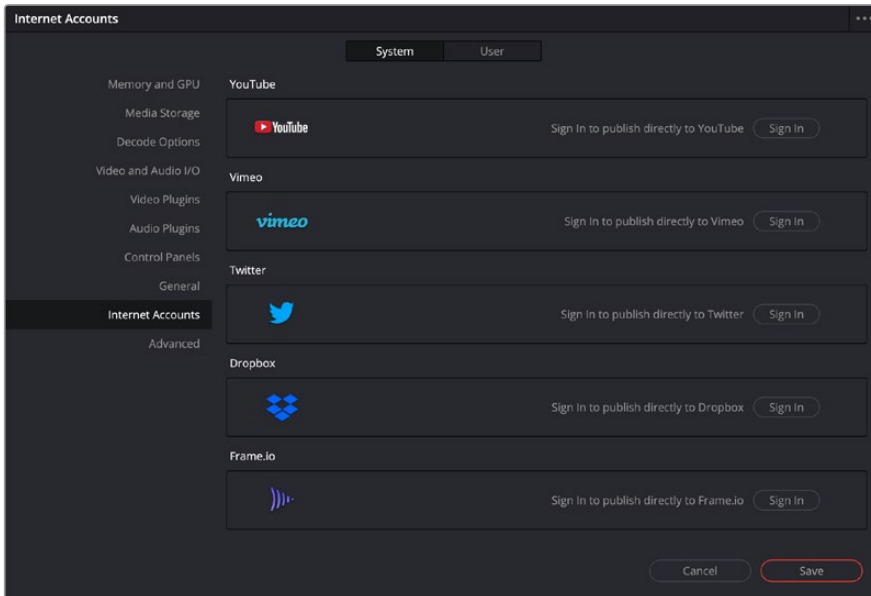 Internet Accounts
System User
Memory and GPU
Media Storage
Decode Options
Video and Audio I/O
Video Plugins
Audio Plugins
Control Panels
General
Internet Accounts
Advanced
YouTube
YouTube Sign In to publish directly to YouTube Sign In
Vimeo
vimeo Sign In to publish directly to Vimeo Sign In
Twitter
Sign In to publish directly to Twitter Sign In
Dropbox
Sign In to publish directly to Dropbox Sign In
Frame.io
Sign In to publish directly to Frame.io Sign In
Cancel Save